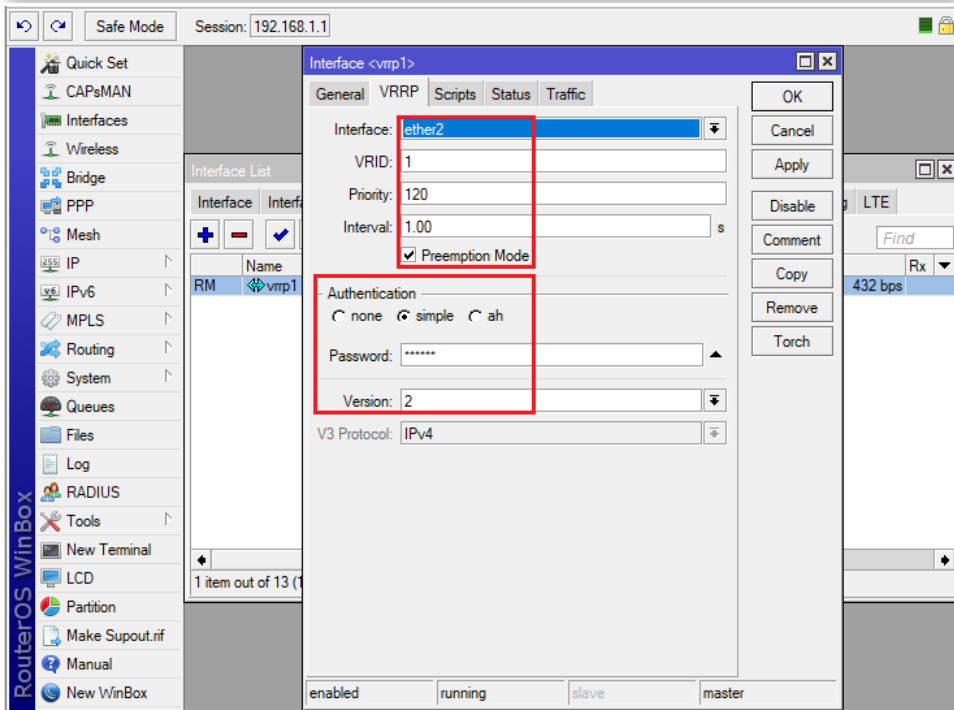 Safe Mode Session: 192.168.1.1
Quick Set
CAPsMAN
Interfaces
Wireless
Bridge
PPP
Mesh
IP
IPv6
MPLS
Routing
System
Queues
Files
Log
RADIUS
Tools
New Terminal
LCD
Partition
Make Supout.rif
Manual
New WinBox
RouterOS WinBox
Interface List
Interface Interfa
LTE
Find
Name Rx
RM vrrp1 432 bps
1 item out of 13 (1
Interface <vrrp1>
General VRRP Scripts Status Traffic
Interface: ether2
VRID: 1
Priority: 120
Interval: 1.00 s
Preemption Mode
Authentication
none simple ah
Password: ******
Version: 2
V3 Protocol: IPv4
enabled running slave master
OK
Cancel
Apply
Disable
Comment
Copy
Remove
Torch